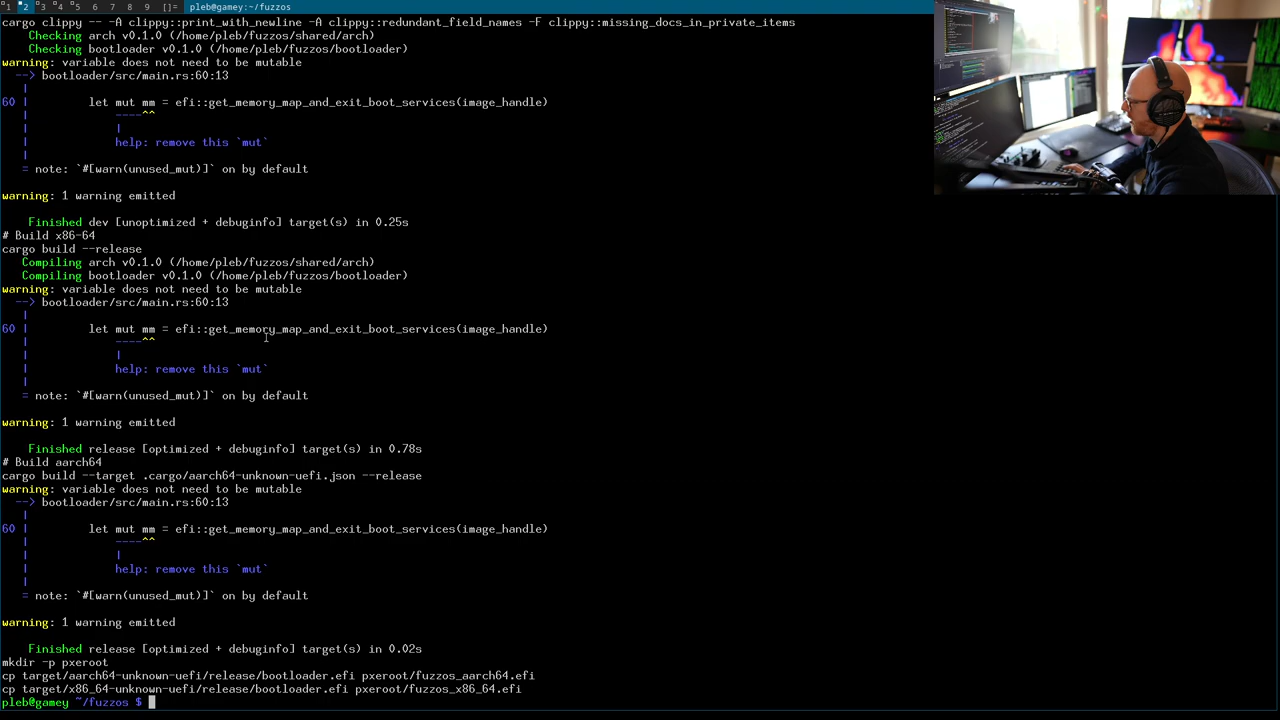 1 2 3 4 5 6 7 8 9 []= pleb@gamey:~/fuzzos
cargo clippy -- -A clippy::print_with_newline -A clippy::redundant_field_names -F clippy::missing_docs_in_private_items
Checking arch v0.1.0 (/home/pleb/fuzzos/shared/arch)
Checking bootloader v0.1.0 (/home/pleb/fuzzos/bootloader)
warning: variable does not need to be mutable
--> bootloader/src/main.rs:60:13
|
60 | let mut mm = efi::get_memory_map_and_exit_boot_services(image_handle)
| ----^^
| |
| help: remove this `mut`
|
= note: `#[warn(unused_mut)]` on by default
warning: 1 warning emitted
Finished dev [unoptimized + debuginfo] target(s) in 0.25s
# Build x86-64
cargo build --release
Compiling arch v0.1.0 (/home/pleb/fuzzos/shared/arch)
Compiling bootloader v0.1.0 (/home/pleb/fuzzos/bootloader)
warning: variable does not need to be mutable
--> bootloader/src/main.rs:60:13
|
60 | let mut mm = efi::get_memory_map_and_exit_boot_services(image_handle)
| ----^^
| |
| help: remove this `mut`
|
= note: `#[warn(unused_mut)]` on by default
warning: 1 warning emitted
Finished release [optimized + debuginfo] target(s) in 0.78s
# Build aarch64
cargo build --target .cargo/aarch64-unknown-uefi.json --release
warning: variable does not need to be mutable
--> bootloader/src/main.rs:60:13
|
60 | let mut mm = efi::get_memory_map_and_exit_boot_services(image_handle)
| ----^^
| |
| help: remove this `mut`
|
= note: `#[warn(unused_mut)]` on by default
warning: 1 warning emitted
Finished release [optimized + debuginfo] target(s) in 0.02s
mkdir -p pxeroot
cp target/aarch64-unknown-uefi/release/bootloader.efi pxeroot/fuzzos_aarch64.efi
cp target/x86_64-unknown-uefi/release/bootloader.efi pxeroot/fuzzos_x86_64.efi
pleb@gamey ~/fuzzos $